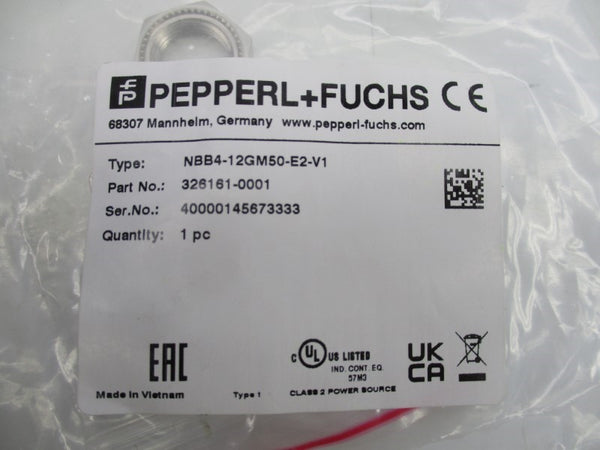 PEPPERL+FUCHS CE
68307 Mannheim, Germany www.pepperl-fuchs.com
Type: NBB4-12GM50-E2-V1
Part No.: 326161-0001
Ser.No.: 40000145673333
Quantity: 1 pc
EAC
C UL US LISTED
IND. CONT. EQ.
57M3
UK
CA
Made in Vietnam Type 1 CLASS 2 POWER SOURCE